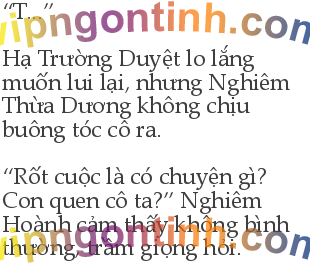 “T...”
vipngontinh.com
Hạ Trường Duyệt lo lắng
muốn lui lại, nhưng Nghiêm
Thừa Dương không chịu
buông tóc cô ra.
“Rốt cuộc là có chuyện gì?
Con quen cô ta?” Nghiêm
Hoành cảm thấy không bình
thường, trầm giọng hỏi.
vipngontinh.com